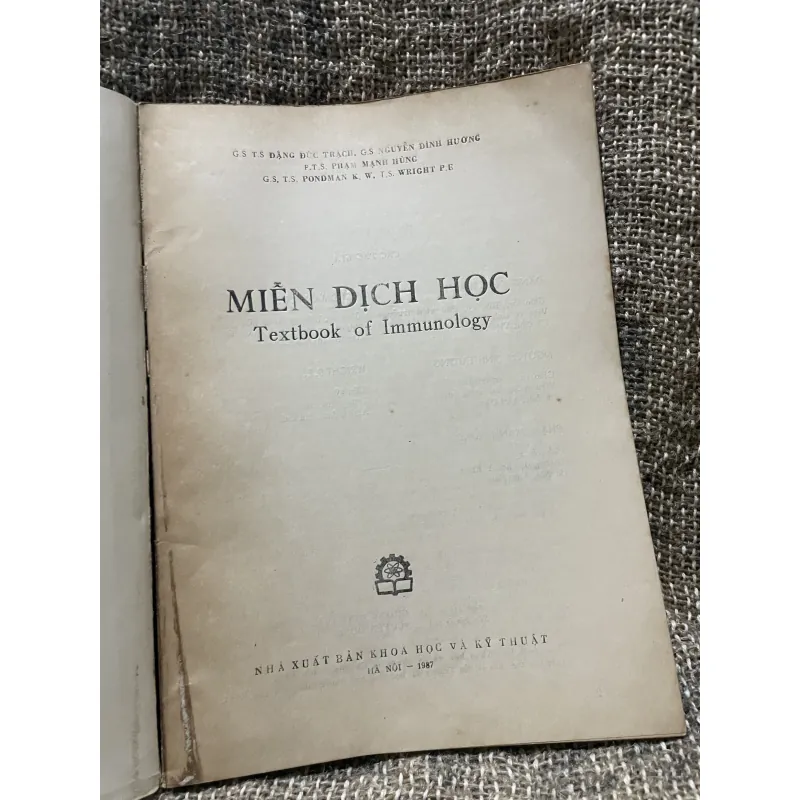 G.S T.S ĐẶNG ĐỨC TRẠCH, G.S NGUYỄN ĐÌNH HƯỜNG
P.T.S. PHẠM MẠNH HÙNG
G.S, T.S. PONDMAN K. W, T.S. WRIGHT P.E
MIỄN DỊCH HỌC
Textbook of Immunology
NHÀ XUẤT BẢN KHOA HỌC VÀ KỸ THUẬT
HÀ NỘI – 1987